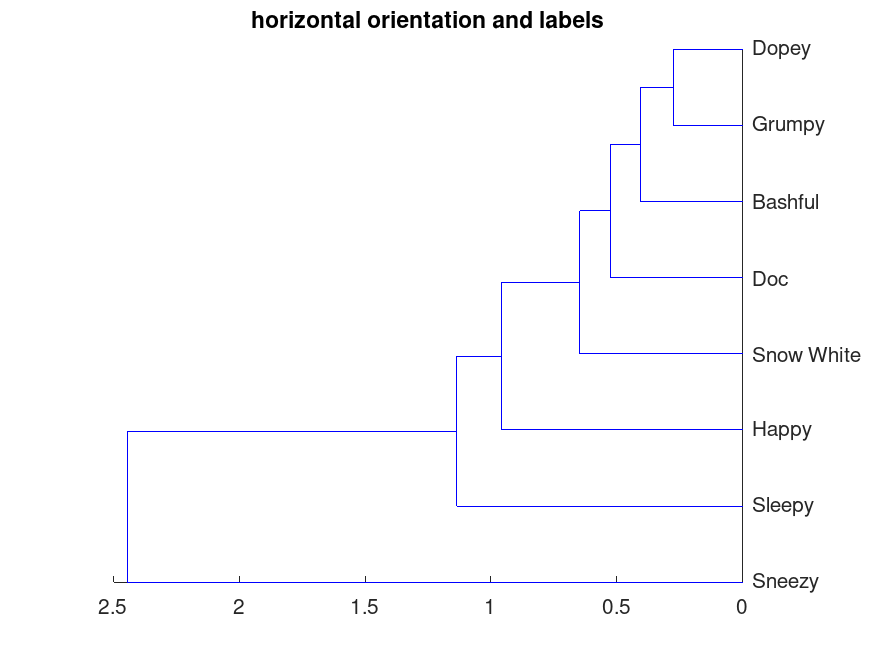 horizontal orientation and labels
Dopey
Grumpy
Bashful
Doc
Snow White
Happy
Sleepy
Sneezy
2.5 2 1.5 1 0.5 0